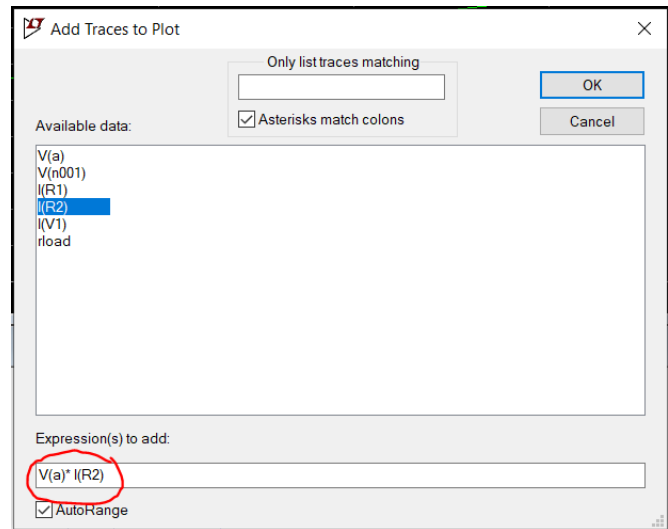 Add Traces to Plot
Only list traces matching
OK
Asterisks match colons
Cancel
Available data:
V(a)
V(n001)
I(R1)
I(R2)
I(V1)
rload
Expression(s) to add:
V(a)* I(R2)
AutoRange